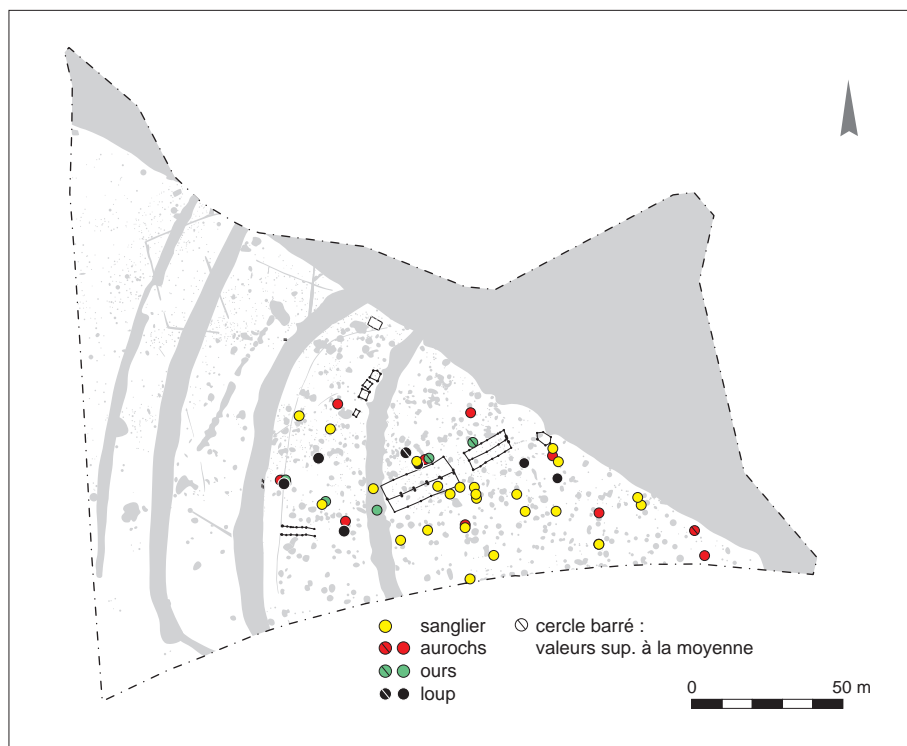 sanglier
aurochs
ours
loup
cercle barré :
valeurs sup. à la moyenne
0 50 m